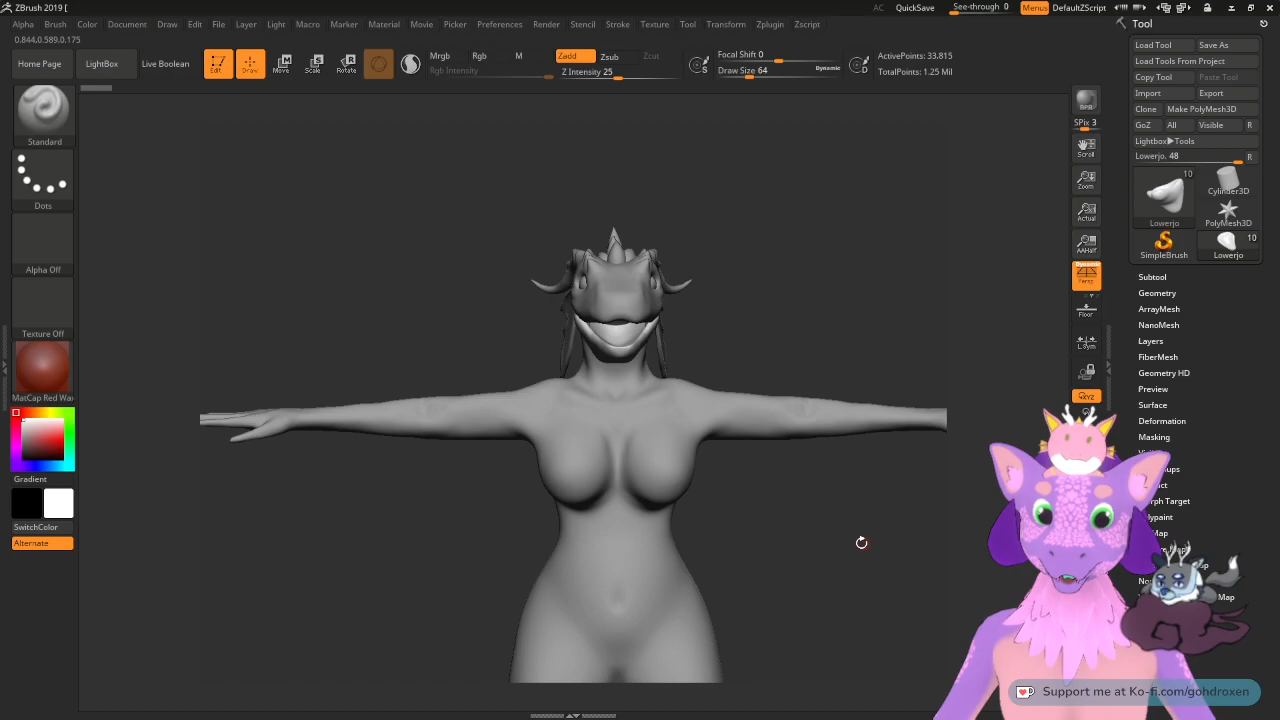 ZBrush 2019 [
AC QuickSave See-through 0 Menus DefaultZScript
Alpha Brush Color Document Draw Edit File Layer Light Macro Marker Material Movie Picker Preferences Render Stencil Stroke Texture Tool Transform Zplugin Zscript
0.844,0.589,0.175
Home Page LightBox Live Boolean Edit Draw Move Scale Rotate
Mrgb Rgb M
Rgb Intensity
Zadd Zsub Zcut
Z Intensity 25
Focal Shift 0
Draw Size 64 Dynamic
ActivePoints: 33,815
TotalPoints: 1.25 Mil
Standard
Dots
Alpha Off
Texture Off
MatCap Red Wa
Gradient
SwitchColor
Alternate
BPR
SPix 3
Scroll
Zoom
Actual
AAHalf
Dynamic
Persp
Floor
L.Sym
XYZ
Tool
Load Tool Save As
Load Tools From Project
Copy Tool Paste Tool
Import Export
Clone Make PolyMesh3D
GoZ All Visible R
Lightbox▶Tools
Lowerjo. 48 R
10
Lowerjo
Cylinder3D
PolyMesh3D
SimpleBrush
10
Lowerjo
Subtool
Geometry
ArrayMesh
NanoMesh
Layers
FiberMesh
Geometry HD
Preview
Surface
Deformation
Masking
Map
Support me at Ko-fi.com/gohdroxen